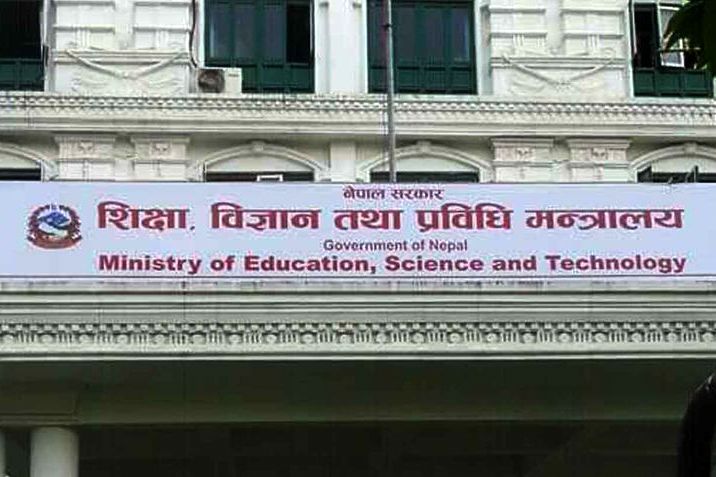 नेपाल सरकार
शिक्षा, विज्ञान तथा प्रविधि मन्त्रालय
Government of Nepal
Ministry of Education, Science and Technology